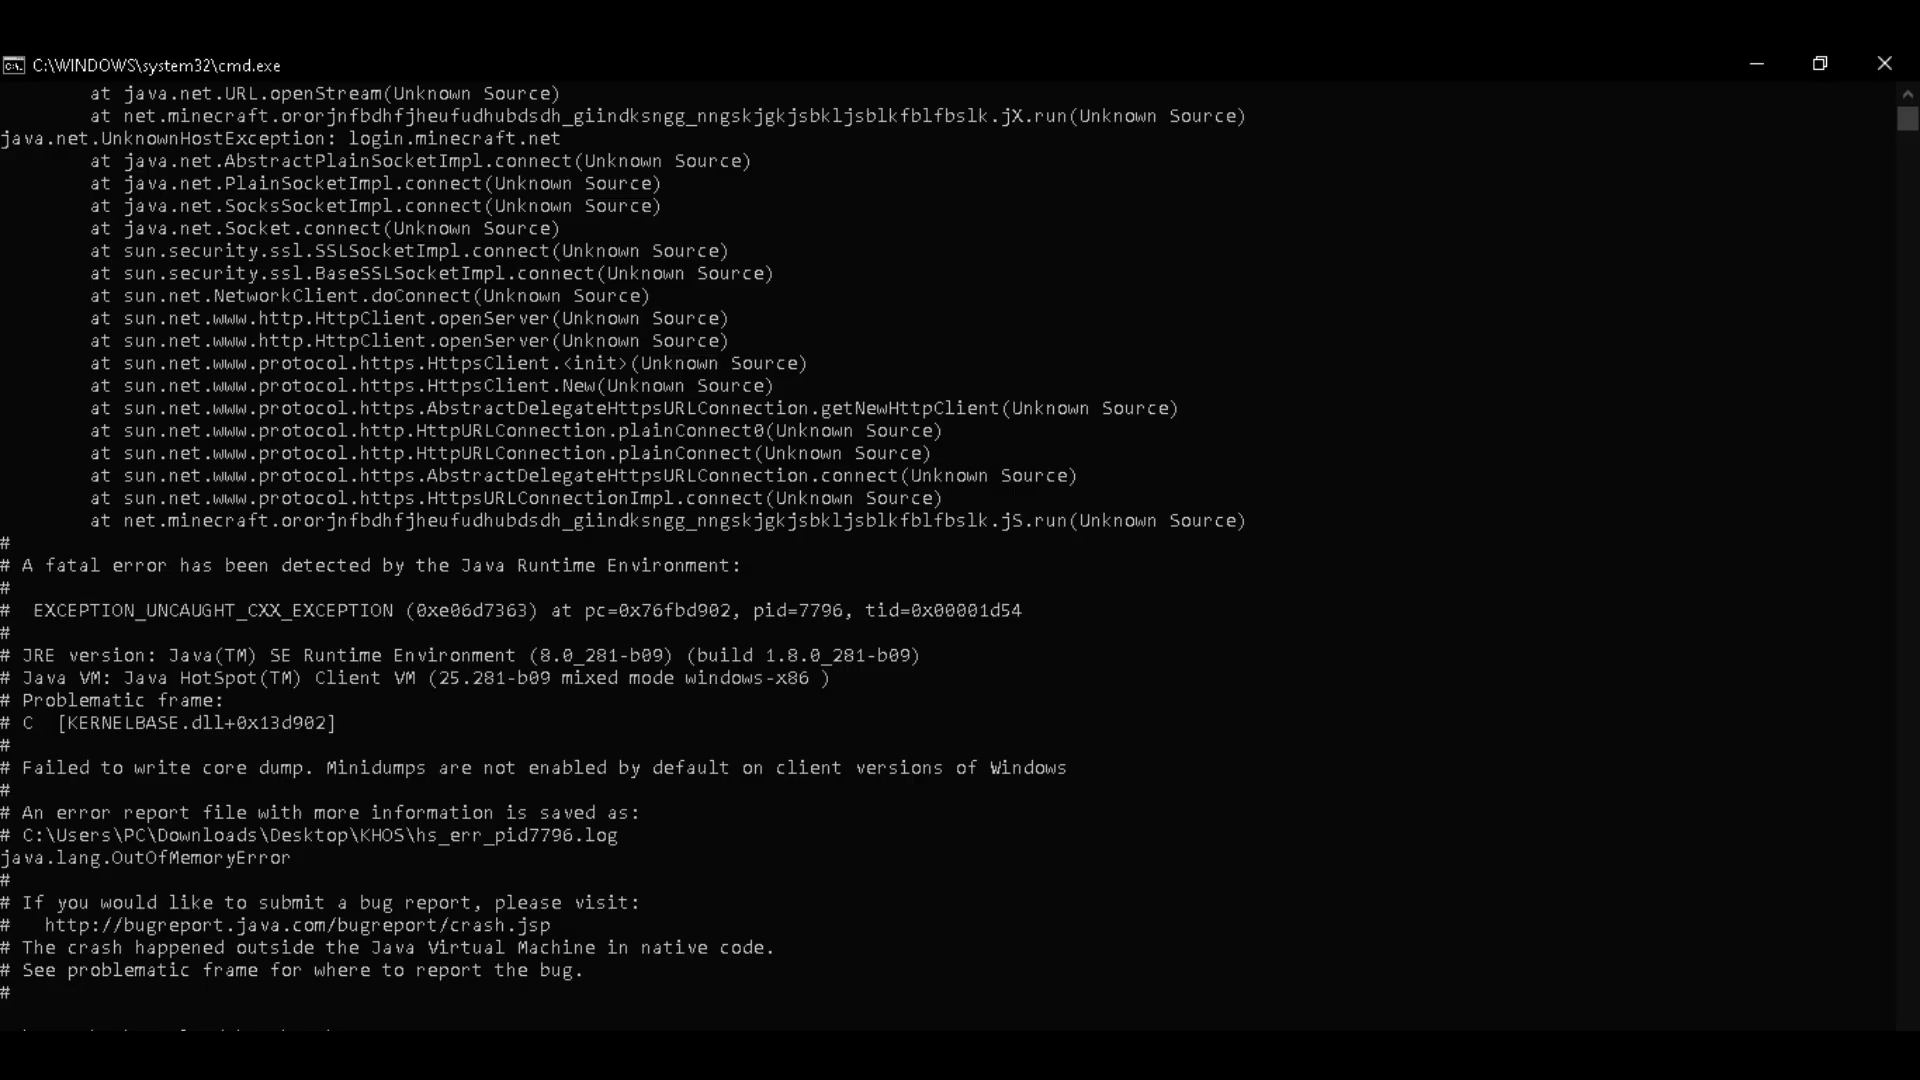 C:\WINDOWS\system32\cmd.exe
at java.net.URL.openStream(Unknown Source)
at net.minecraft.ororjnfbdhfjheufudhubdsdh_giindksngg_nngskjgkjsbkljsblkfblfbslk.jX.run(Unknown Source)
java.net.UnknownHostException: login.minecraft.net
at java.net.AbstractPlainSocketImpl.connect(Unknown Source)
at java.net.PlainSocketImpl.connect(Unknown Source)
at java.net.SocksSocketImpl.connect(Unknown Source)
at java.net.Socket.connect(Unknown Source)
at sun.security.ssl.SSLSocketImpl.connect(Unknown Source)
at sun.security.ssl.BaseSSLSocketImpl.connect(Unknown Source)
at sun.net.NetworkClient.doConnect(Unknown Source)
at sun.net.www.http.HttpClient.openServer(Unknown Source)
at sun.net.www.http.HttpClient.openServer(Unknown Source)
at sun.net.www.protocol.https.HttpsClient.<init>(Unknown Source)
at sun.net.www.protocol.https.HttpsClient.New(Unknown Source)
at sun.net.www.protocol.https.AbstractDelegateHttpsURLConnection.getNewHttpClient(Unknown Source)
at sun.net.www.protocol.http.HttpURLConnection.plainConnect0(Unknown Source)
at sun.net.www.protocol.http.HttpURLConnection.plainConnect(Unknown Source)
at sun.net.www.protocol.https.AbstractDelegateHttpsURLConnection.connect(Unknown Source)
at sun.net.www.protocol.https.HttpsURLConnectionImpl.connect(Unknown Source)
at net.minecraft.ororjnfbdhfjheufudhubdsdh_giindksngg_nngskjgkjsbkljsblkfblfbslk.jS.run(Unknown Source)
#
# A fatal error has been detected by the Java Runtime Environment:
#
# EXCEPTION_UNCAUGHT_CXX_EXCEPTION (0xe06d7363) at pc=0x76fbd902, pid=7796, tid=0x00001d54
#
# JRE version: Java(TM) SE Runtime Environment (8.0_281-b09) (build 1.8.0_281-b09)
# Java VM: Java HotSpot(TM) Client VM (25.281-b09 mixed mode windows-x86 )
# Problematic frame:
# C [KERNELBASE.dll+0x13d902]
#
# Failed to write core dump. Minidumps are not enabled by default on client versions of Windows
#
# An error report file with more information is saved as:
# C:\Users\PC\Downloads\Desktop\KHOS\hs_err_pid7796.log
java.lang.OutOfMemoryError
#
# If you would like to submit a bug report, please visit:
# http://bugreport.java.com/bugreport/crash.jsp
# The crash happened outside the Java Virtual Machine in native code.
# See problematic frame for where to report the bug.
#